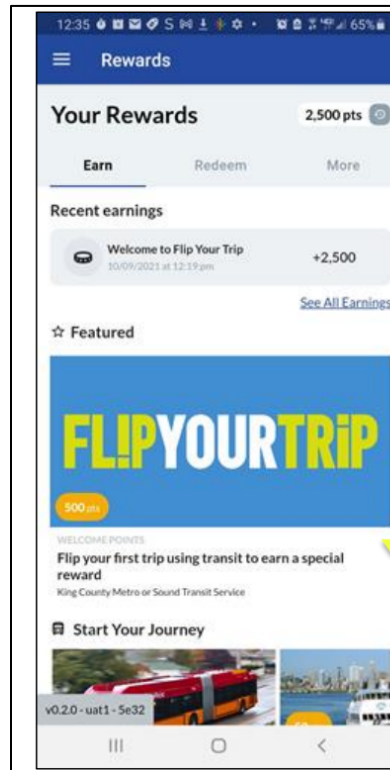 12:35
65%
Rewards
Your Rewards
2,500 pts
Earn Redeem More
Recent earnings
Welcome to Flip Your Trip
10/09/2021 at 12:19 pm
+2,500
See All Earnings
Featured
FL!PYOURTRiP
500 pts
WELCOME POINTS
Flip your first trip using transit to earn a special
reward
King County Metro or Sound Transit Service
Start Your Journey
v0.2.0 - uat1 - 5e32